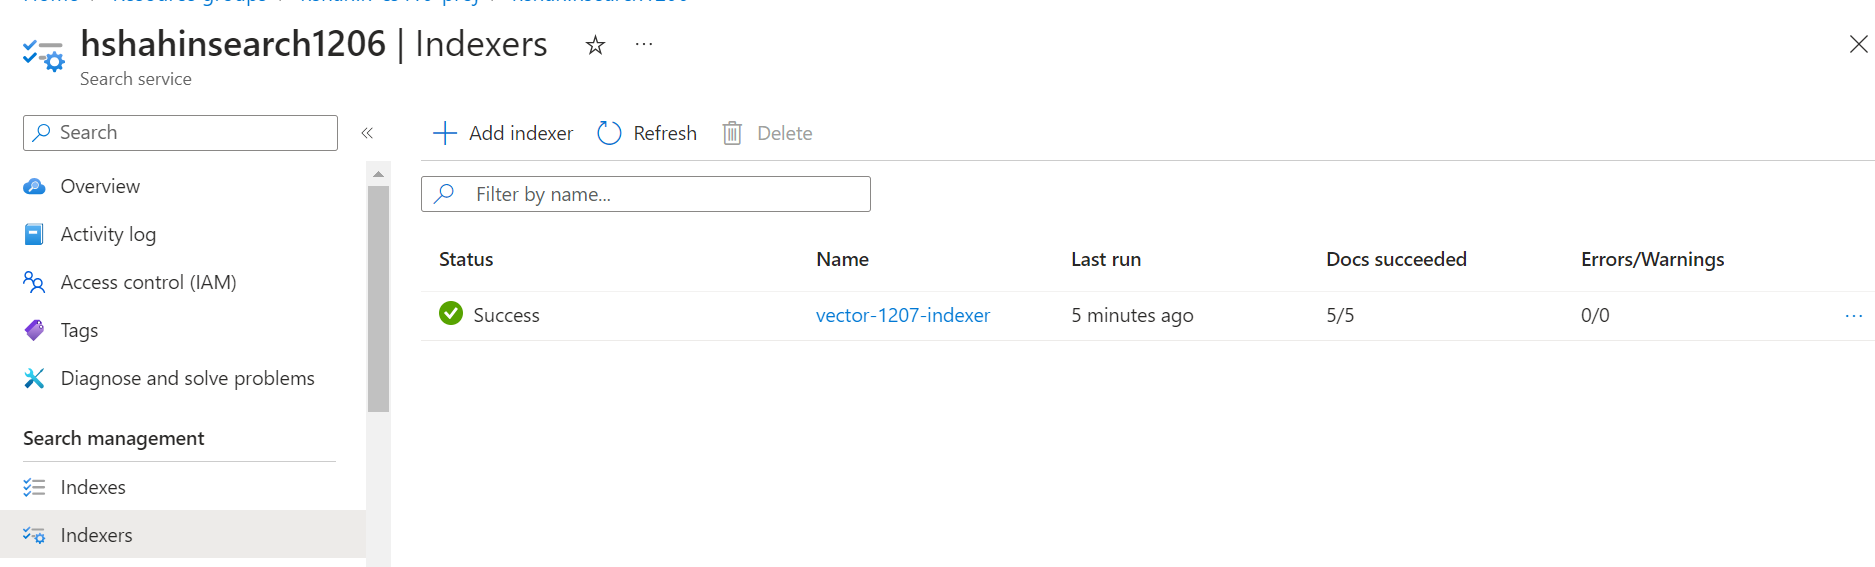 hshahinsearch1206 | Indexers
Search service
Search
Add indexer Refresh Delete
Filter by name...
Overview
Activity log
Access control (IAM)
Tags
Diagnose and solve problems
Search management
Indexes
Indexers
Status Name Last run Docs succeeded Errors/Warnings
Success vector-1207-indexer 5 minutes ago 5/5 0/0